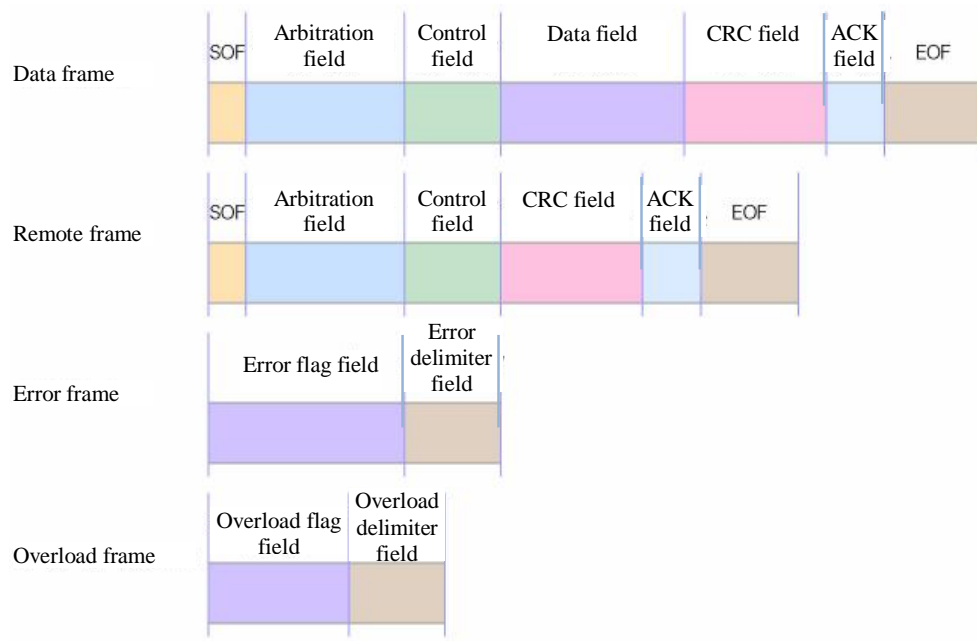 Data frame
SOF
Arbitration
field
Control
field
Data field
CRC field
ACK
field
EOF
Remote frame
SOF
Arbitration
field
Control
field
CRC field
ACK
field
EOF
Error frame
Error flag field
Error
delimiter
field
Overload frame
Overload flag
field
Overload
delimiter
field